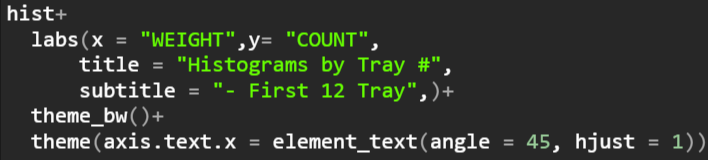 hist+
  labs(x = "WEIGHT",y= "COUNT",
      title = "Histograms by Tray #",
      subtitle = "- First 12 Tray",)+
  theme_bw()+
  theme(axis.text.x = element_text(angle = 45, hjust = 1))